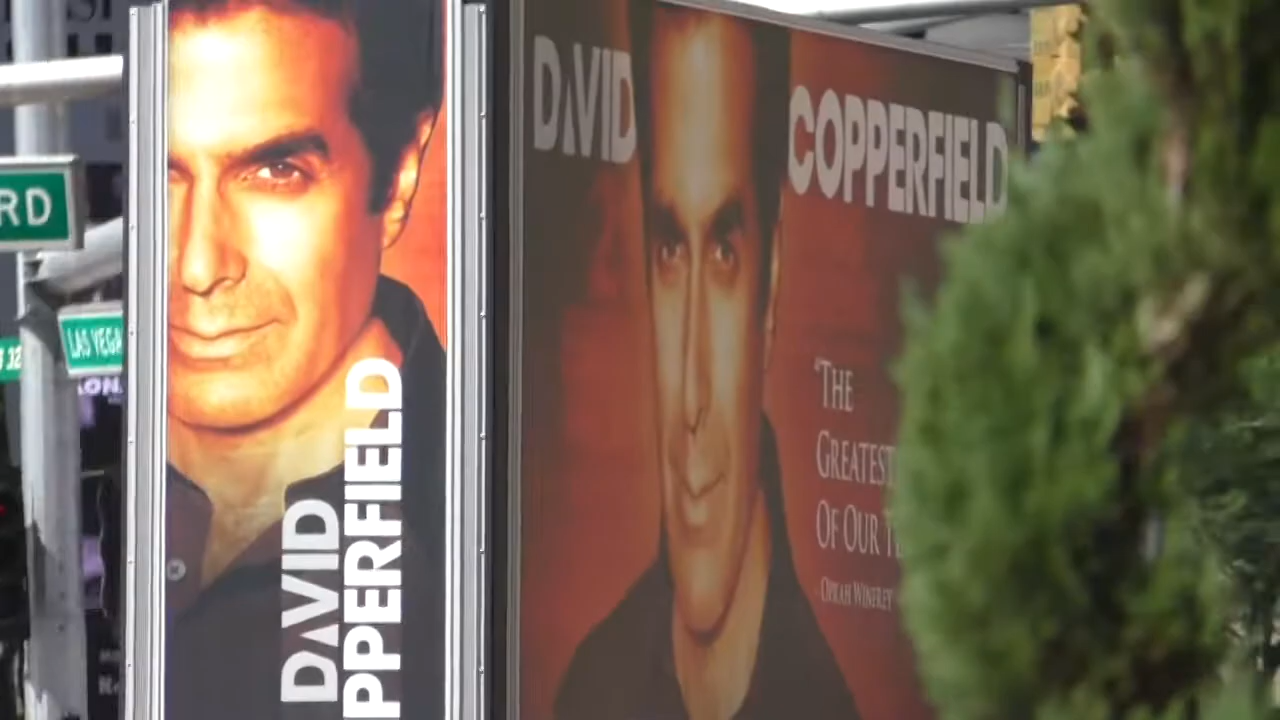 RD
LAS VEGA
DAVID
PPERFIELD
DAVID COPPERFIELD
"THE
GREATEST
OF OUR T
OPRAH WINFREY